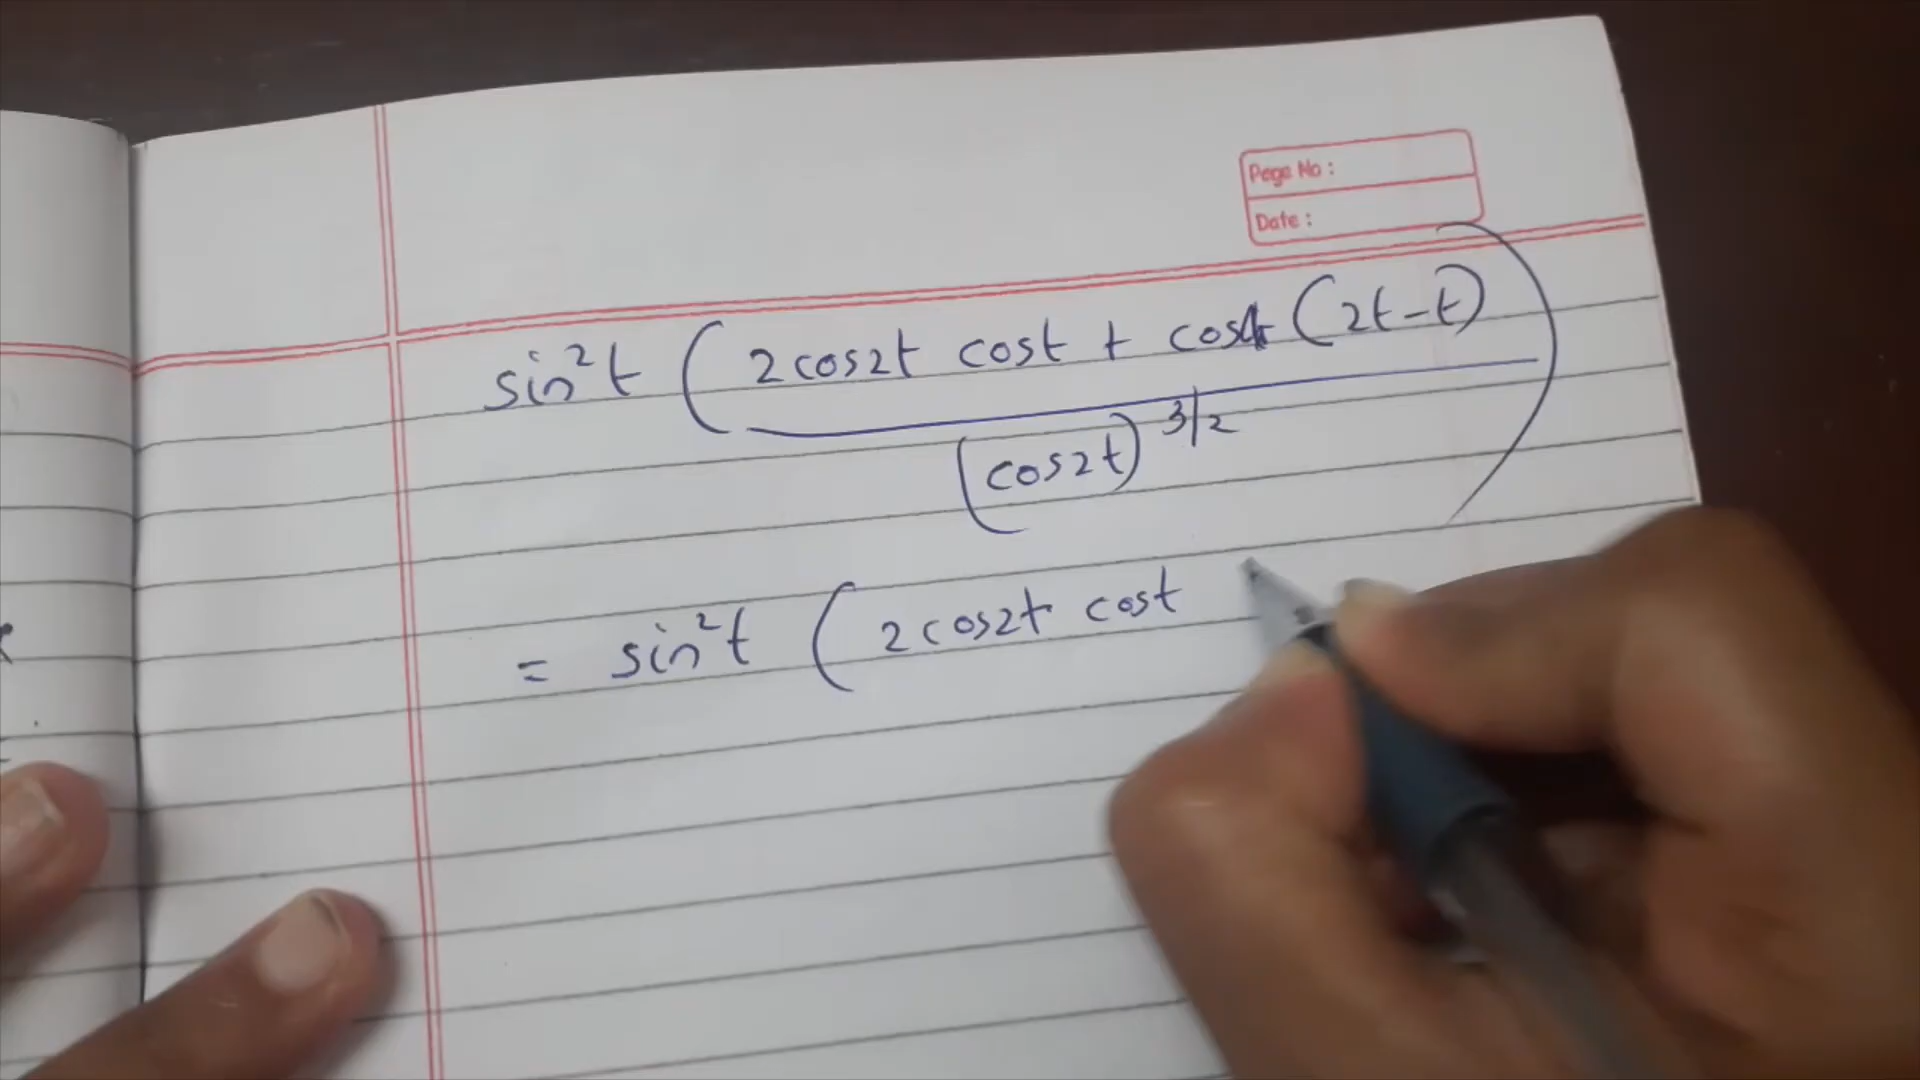 Page No :
Date :
sin²t ( 2cos2t cost + cos (2t-t)
(cos2t)^3/2 )
= sin²t ( 2cos2t cost